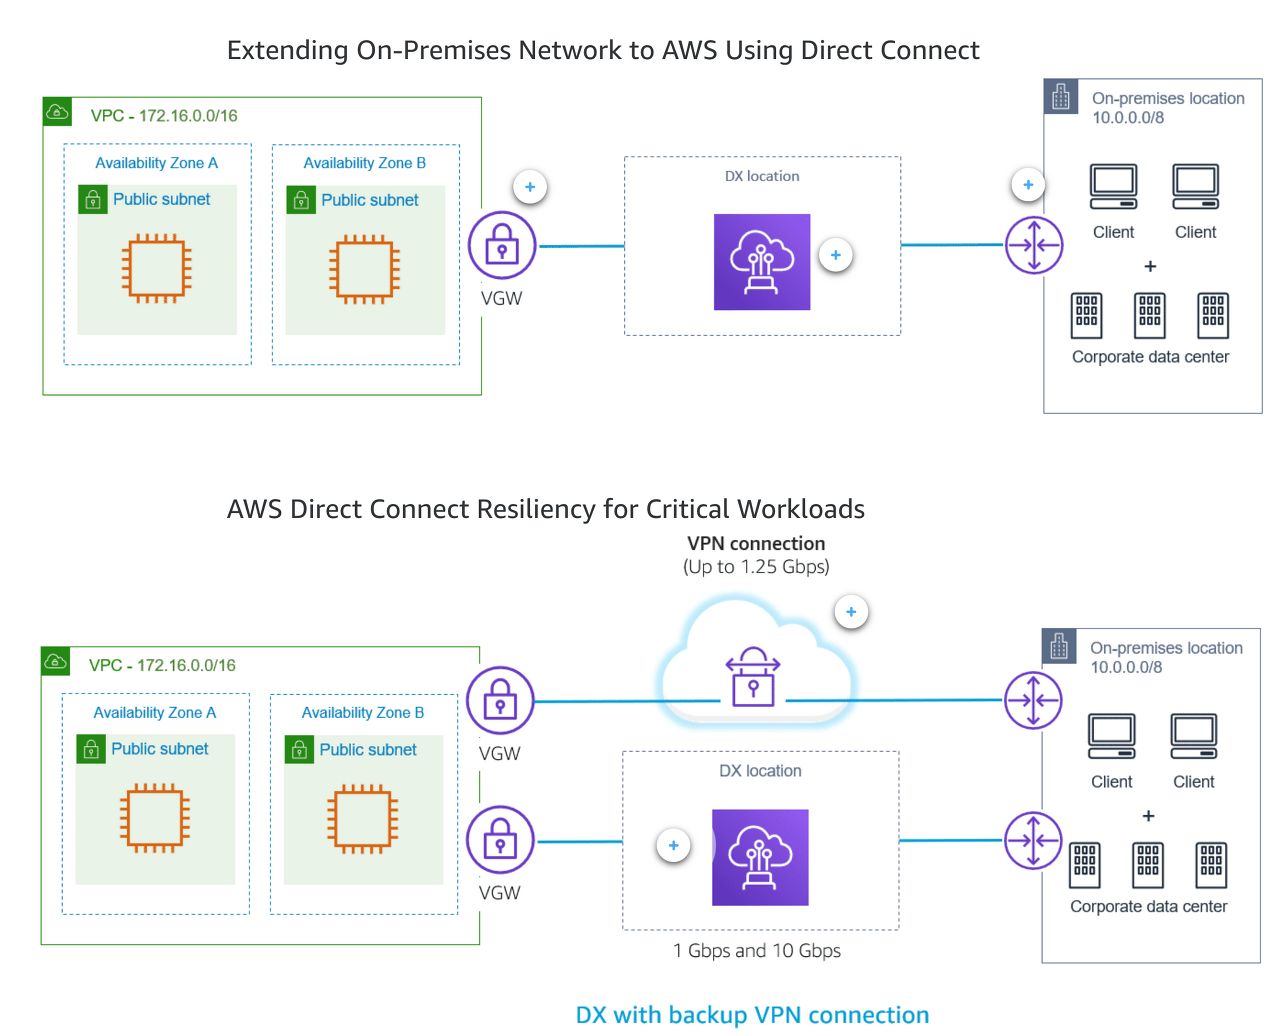 Extending On-Premises Network to AWS Using Direct Connect
VPC - 172.16.0.0/16
Availability Zone A
Public subnet
Availability Zone B
Public subnet
VGW
DX location
On-premises location
10.0.0.0/8
Client
Client
+
Corporate data center
AWS Direct Connect Resiliency for Critical Workloads
VPN connection
(Up to 1.25 Gbps)
VPC - 172.16.0.0/16
Availability Zone A
Public subnet
Availability Zone B
Public subnet
VGW
VGW
DX location
1 Gbps and 10 Gbps
On-premises location
10.0.0.0/8
Client
Client
+
Corporate data center
DX with backup VPN connection